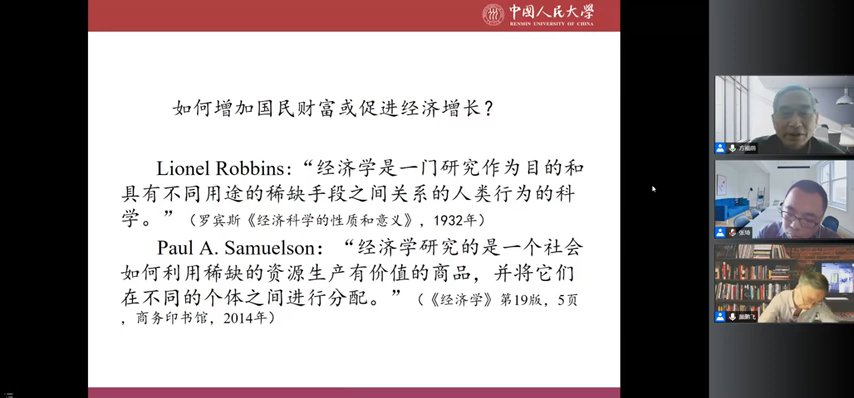 中国人民大学
RENMIN UNIVERSITY OF CHINA
如何增加国民财富或促进经济增长？
Lionel Robbins：“经济学是一门研究作为目的和
具有不同用途的稀缺手段之间关系的人类行为的科
学。”（罗宾斯《经济科学的性质和意义》，1932年）
Paul A. Samuelson：“经济学研究的是一个社会
如何利用稀缺的资源生产有价值的商品，并将它们
在不同的个体之间进行分配。”（《经济学》第19版，5页
，商务印书馆，2014年）
方福前
张琦